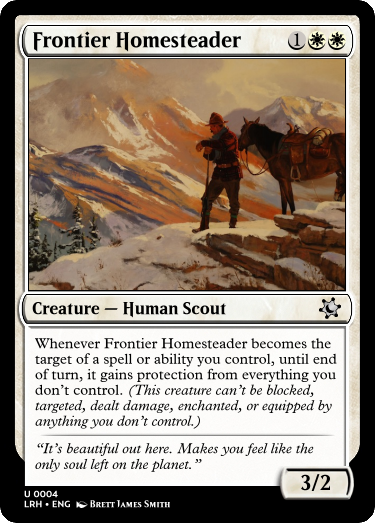 Frontier Homesteader 1
Creature — Human Scout
Whenever Frontier Homesteader becomes the
target of a spell or ability you control, until end
of turn, it gains protection from everything you
don't control. (This creature can't be blocked,
targeted, dealt damage, enchanted, or equipped by
anything you don't control.)
"It's beautiful out here. Makes you feel like the
only soul left on the planet."
3/2
U 0004
LRH • ENG Brett James Smith